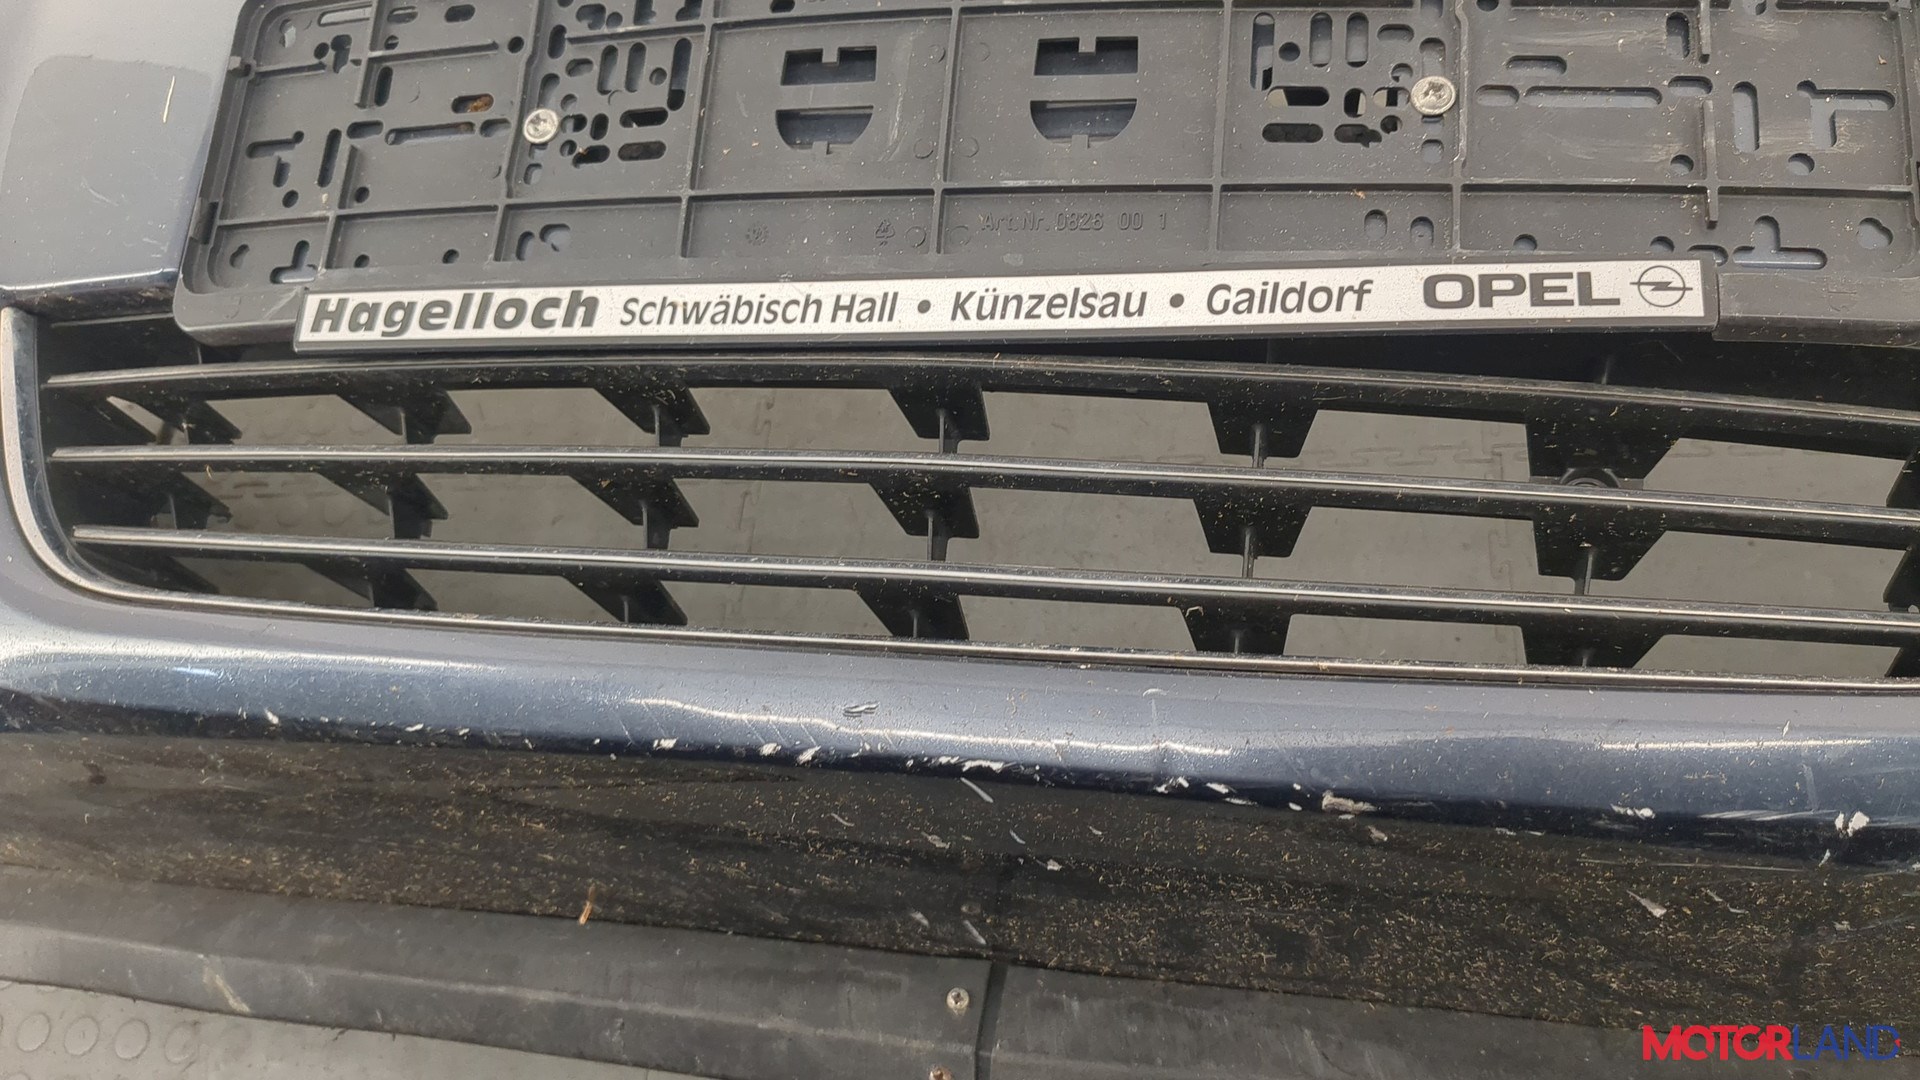 Art.Nr. 0826 00 1
Hagelloch Schwäbisch Hall • Künzelsau • Gaildorf OPEL
MOTORLAND